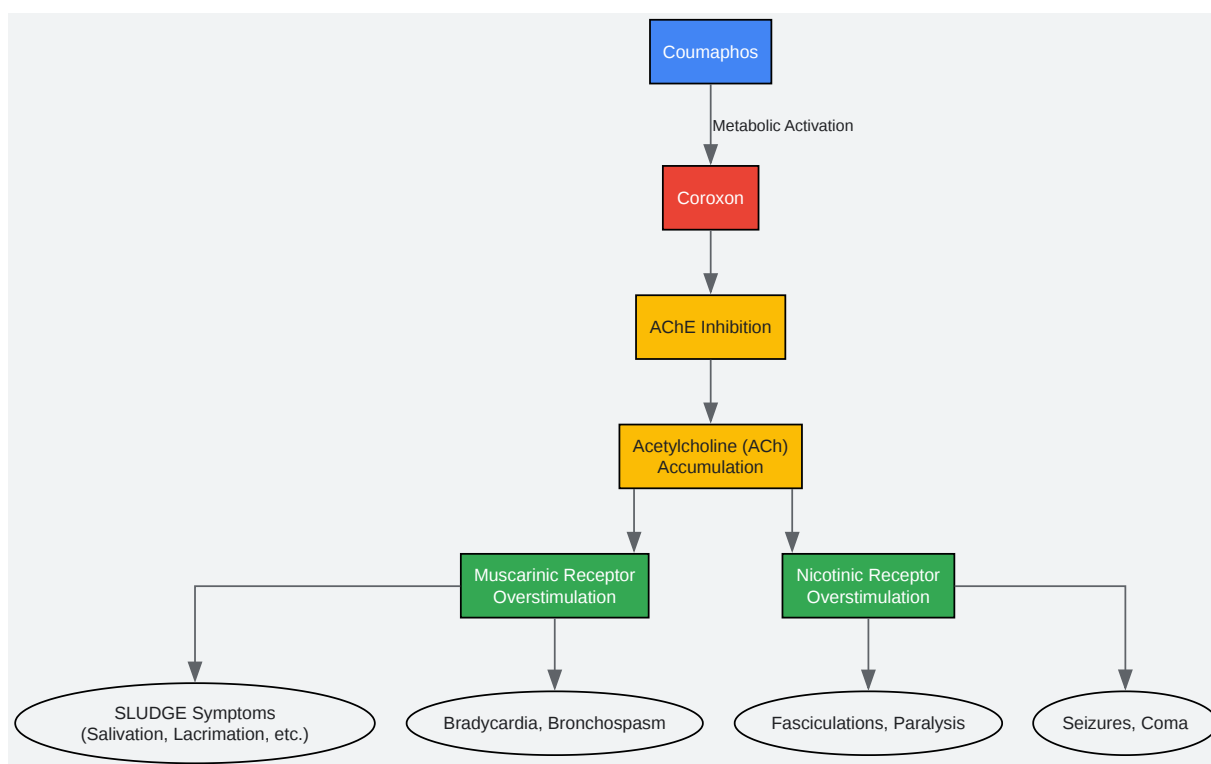 Coumaphos
Metabolic Activation
Coroxon
AChE Inhibition
Acetylcholine (ACh)
Accumulation
Muscarinic Receptor
Overstimulation
Nicotinic Receptor
Overstimulation
SLUDGE Symptoms
(Salivation, Lacrimation, etc.)
Bradycardia, Bronchospasm
Fasciculations, Paralysis
Seizures, Coma